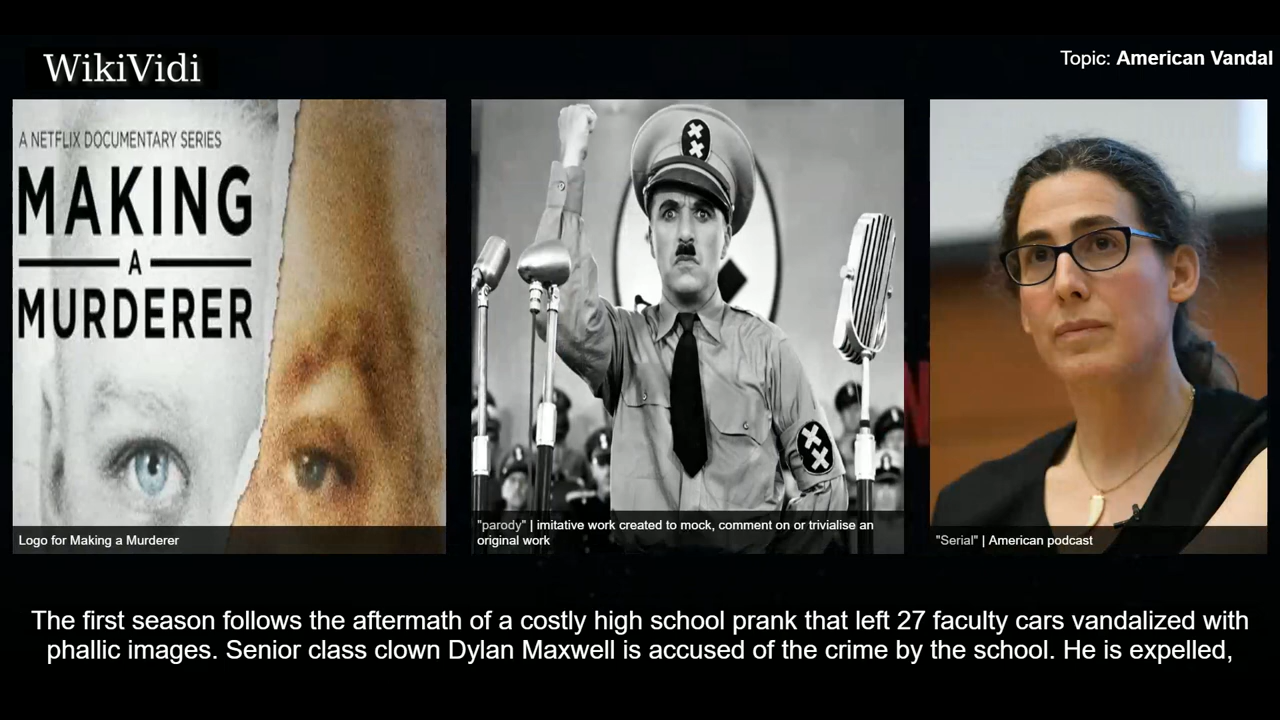 WikiVidi
Topic: American Vandal
A NETFLIX DOCUMENTARY SERIES
MAKING
A
MURDERER
Logo for Making a Murderer
"parody" | imitative work created to mock, comment on or trivialise an
original work
"Serial" | American podcast
The first season follows the aftermath of a costly high school prank that left 27 faculty cars vandalized with
phallic images. Senior class clown Dylan Maxwell is accused of the crime by the school. He is expelled,